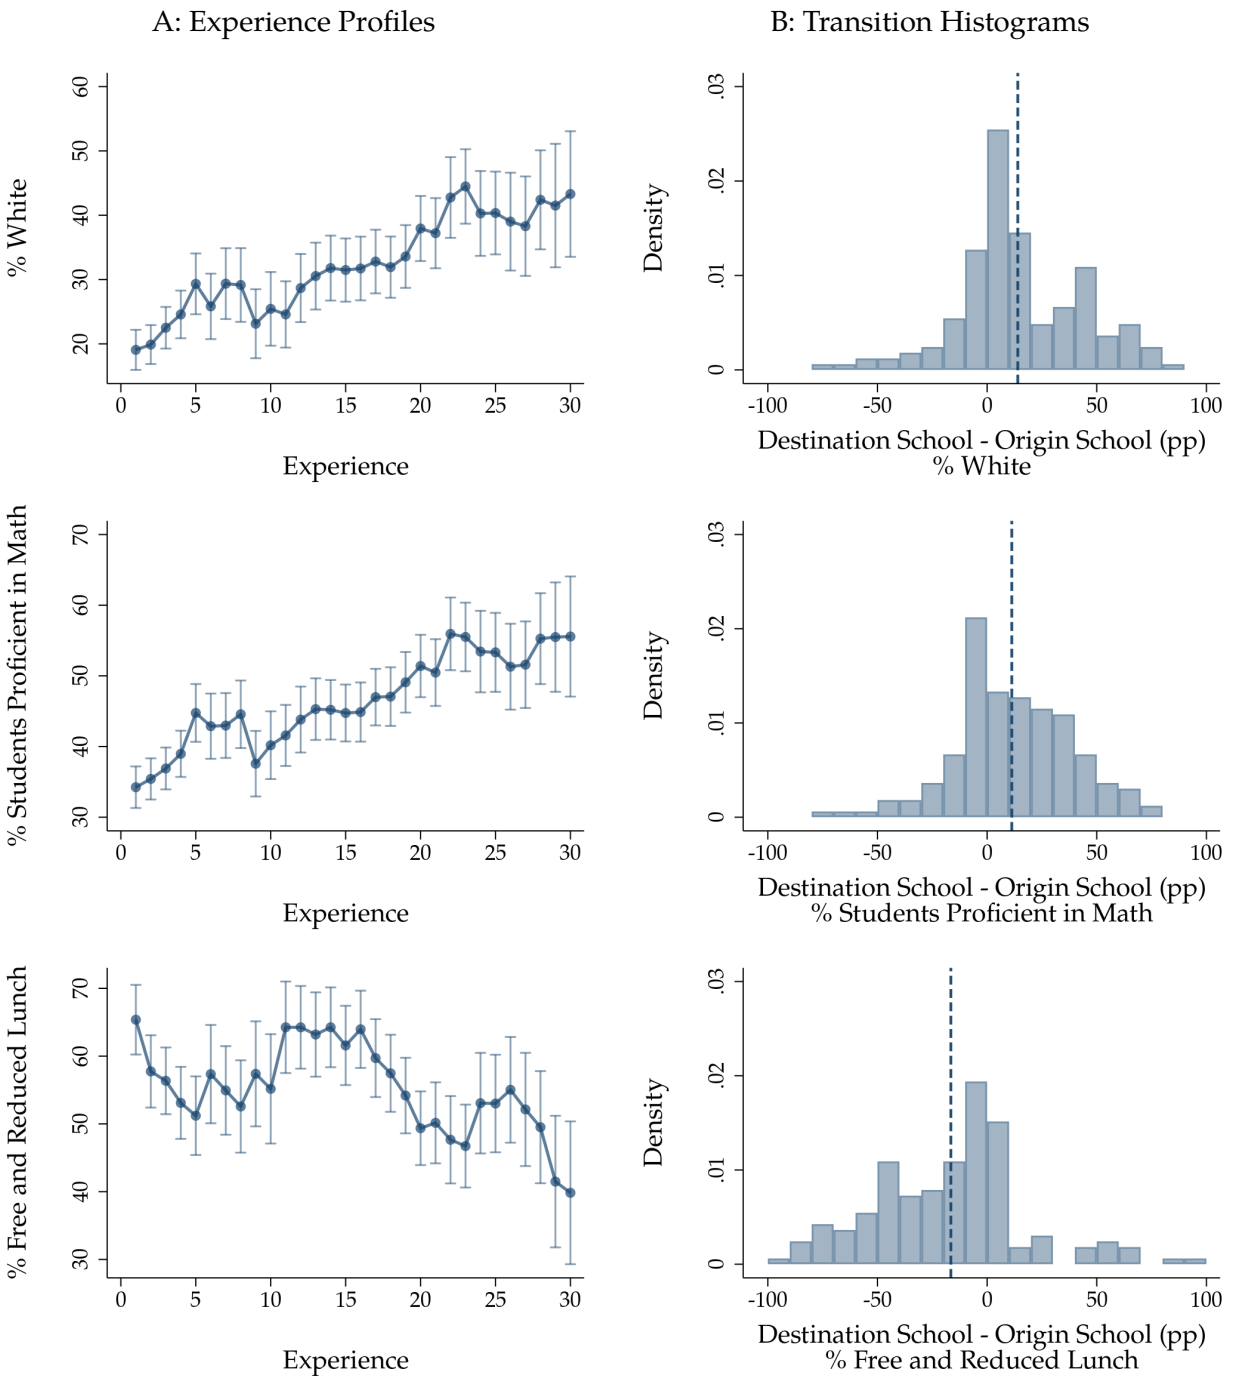 A: Experience Profiles
B: Transition Histograms
% White
60
50
40
30
20
0 5 10 15 20 25 30
Experience
Density
.03
.02
.01
0
-100 -50 0 50 100
Destination School - Origin School (pp)
% White
% Students Proficient in Math
70
60
50
40
30
0 5 10 15 20 25 30
Experience
Density
.03
.02
.01
0
-100 -50 0 50 100
Destination School - Origin School (pp)
% Students Proficient in Math
% Free and Reduced Lunch
70
60
50
40
30
0 5 10 15 20 25 30
Experience
Density
.03
.02
.01
0
-100 -50 0 50 100
Destination School - Origin School (pp)
% Free and Reduced Lunch